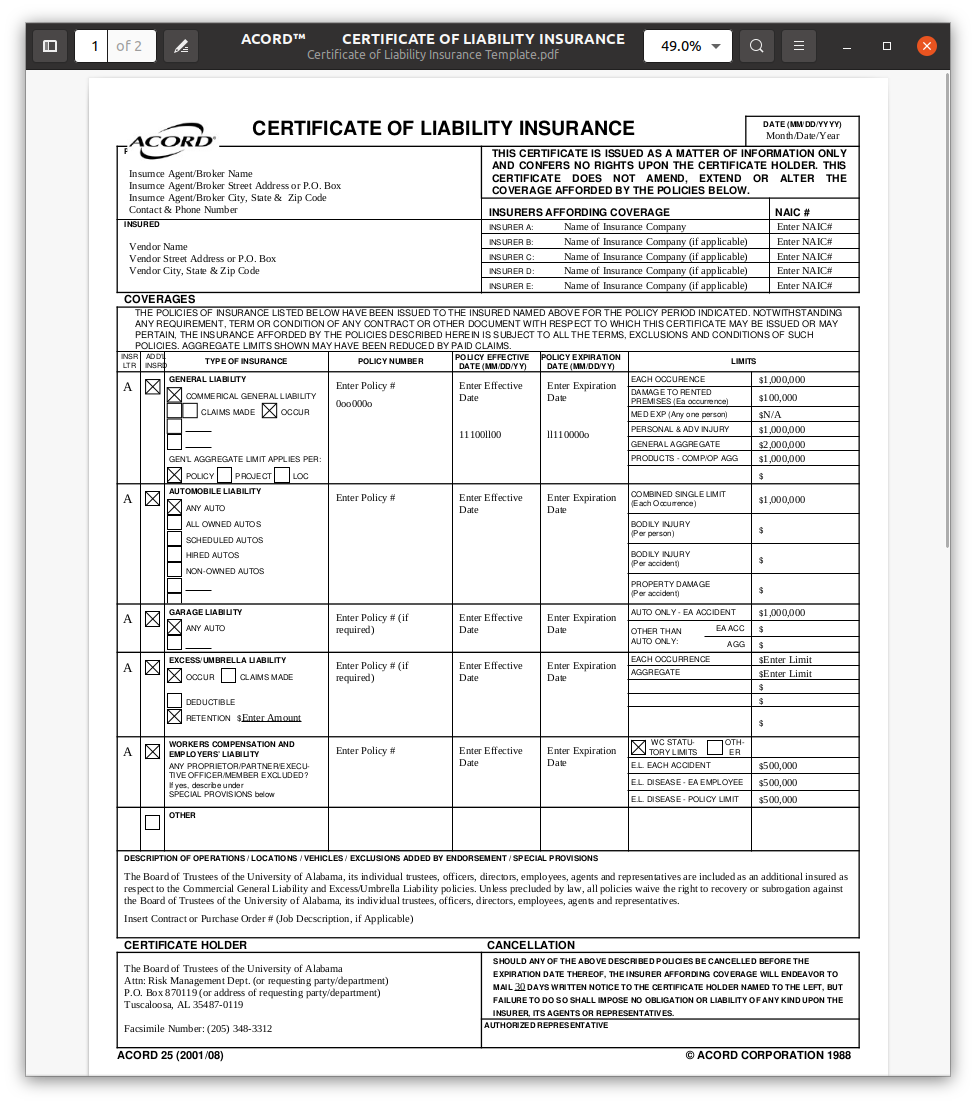 1 of 2
ACORD™ CERTIFICATE OF LIABILITY INSURANCE
Certificate of Liability Insurance Template.pdf
49.0%
ACORD®
CERTIFICATE OF LIABILITY INSURANCE
DATE (MM/DD/YYYY)
Month/Date/Year
Insurnce Agent/Broker Name
Insurnce Agent/Broker Street Address or P.O. Box
Insurnce Agent/Broker City, State & Zip Code
Contact & Phone Number
THIS CERTIFICATE IS ISSUED AS A MATTER OF INFORMATION ONLY
AND CONFERS NO RIGHTS UPON THE CERTIFICATE HOLDER. THIS
CERTIFICATE DOES NOT AMEND, EXTEND OR ALTER THE
COVERAGE AFFORDED BY THE POLICIES BELOW.
INSURERS AFFORDING COVERAGE NAIC #
INSURED
Vendor Name
Vendor Street Address or P.O. Box
Vendor City, State & Zip Code
INSURER A: Name of Insurance Company Enter NAIC#
INSURER B: Name of Insurance Company (if applicable) Enter NAIC#
INSURER C: Name of Insurance Company (if applicable) Enter NAIC#
INSURER D: Name of Insurance Company (if applicable) Enter NAIC#
INSURER E: Name of Insurance Company (if applicable) Enter NAIC#
COVERAGES
THE POLICIES OF INSURANCE LISTED BELOW HAVE BEEN ISSUED TO THE INSURED NAMED ABOVE FOR THE POLICY PERIOD INDICATED. NOTWITHSTANDING
ANY REQUIREMENT, TERM OR CONDITION OF ANY CONTRACT OR OTHER DOCUMENT WITH RESPECT TO WHICH THIS CERTIFICATE MAY BE ISSUED OR MAY
PERTAIN, THE INSURANCE AFFORDED BY THE POLICIES DESCRIBED HEREIN IS SUBJECT TO ALL THE TERMS, EXCLUSIONS AND CONDITIONS OF SUCH
POLICIES. AGGREGATE LIMITS SHOWN MAY HAVE BEEN REDUCED BY PAID CLAIMS.
INSR LTR
ADD'L INSRD
TYPE OF INSURANCE
POLICY NUMBER
POLICY EFFECTIVE
DATE (MM/DD/YY)
POLICY EXPIRATION
DATE (MM/DD/YY)
LIMITS
A
GENERAL LIABILITY
COMMERICAL GENERAL LIABILITY
CLAIMS MADE OCCUR
GEN'L AGGREGATE LIMIT APPLIES PER:
POLICY PROJECT LOC
Enter Policy #
0oo000o
Enter Effective
Date
11100ll00
Enter Expiration
Date
ll110000o
EACH OCCURENCE $1,000,000
DAMAGE TO RENTED
PREMISES (Ea occurrence) $100,000
MED EXP (Any one person) $N/A
PERSONAL & ADV INJURY $1,000,000
GENERAL AGGREGATE $2,000,000
PRODUCTS - COMP/OP AGG $1,000,000
$
A
AUTOMOBILE LIABILITY
ANY AUTO
ALL OWNED AUTOS
SCHEDULED AUTOS
HIRED AUTOS
NON-OWNED AUTOS
Enter Policy #
Enter Effective
Date
Enter Expiration
Date
COMBINED SINGLE LIMIT
(Each Occurrence) $1,000,000
BODILY INJURY
(Per person) $
BODILY INJURY
(Per accident) $
PROPERTY DAMAGE
(Per accident) $
A
GARAGE LIABILITY
ANY AUTO
Enter Policy # (if
required)
Enter Effective
Date
Enter Expiration
Date
AUTO ONLY - EA ACCIDENT $1,000,000
OTHER THAN
AUTO ONLY:
EA ACC $
AGG $
A
EXCESS/UMBRELLA LIABILITY
OCCUR CLAIMS MADE
DEDUCTIBLE
RETENTION $Enter Amount
Enter Policy # (if
required)
Enter Effective
Date
Enter Expiration
Date
EACH OCCURRENCE $Enter Limit
AGGREGATE $Enter Limit
$
$
$
A
WORKERS COMPENSATION AND
EMPLOYERS' LIABILITY
ANY PROPRIETOR/PARTNER/EXECU-
TIVE OFFICER/MEMBER EXCLUDED?
If yes, describe under
SPECIAL PROVISIONS below
Enter Policy #
Enter Effective
Date
Enter Expiration
Date
WC STATU-
TORY LIMITS
OTH-
ER
E.L. EACH ACCIDENT $500,000
E.L. DISEASE - EA EMPLOYEE $500,000
E.L. DISEASE - POLICY LIMIT $500,000
OTHER
DESCRIPTION OF OPERATIONS / LOCATIONS / VEHICLES / EXCLUSIONS ADDED BY ENDORSEMENT / SPECIAL PROVISIONS
The Board of Trustees of the University of Alabama, its individual trustees, officers, directors, employees, agents and representatives are included as an additional insured as
respect to the Commercial General Liability and Excess/Umbrella Liability policies. Unless precluded by law, all policies waive the right to recovery or subrogation against
the Board of Trustees of the University of Alabama, its individual trustees, officers, directors, employees, agents and representatives.
Insert Contract or Purchase Order # (Job Decscription, if Applicable)
CERTIFICATE HOLDER
The Board of Trustees of the University of Alabama
Attn: Risk Management Dept. (or requesting party/department)
P.O. Box 870119 (or address of requesting party/department)
Tuscaloosa, AL 35487-0119
Facsimile Number: (205) 348-3312
CANCELLATION
SHOULD ANY OF THE ABOVE DESCRIBED POLICIES BE CANCELLED BEFORE THE
EXPIRATION DATE THEREOF, THE INSURER AFFORDING COVERAGE WILL ENDEAVOR TO
MAIL 30 DAYS WRITTEN NOTICE TO THE CERTIFICATE HOLDER NAMED TO THE LEFT, BUT
FAILURE TO DO SO SHALL IMPOSE NO OBLIGATION OR LIABILITY OF ANY KIND UPON THE
INSURER, ITS AGENTS OR REPRESENTATIVES.
AUTHORIZED REPRESENTATIVE
ACORD 25 (2001/08) © ACORD CORPORATION 1988